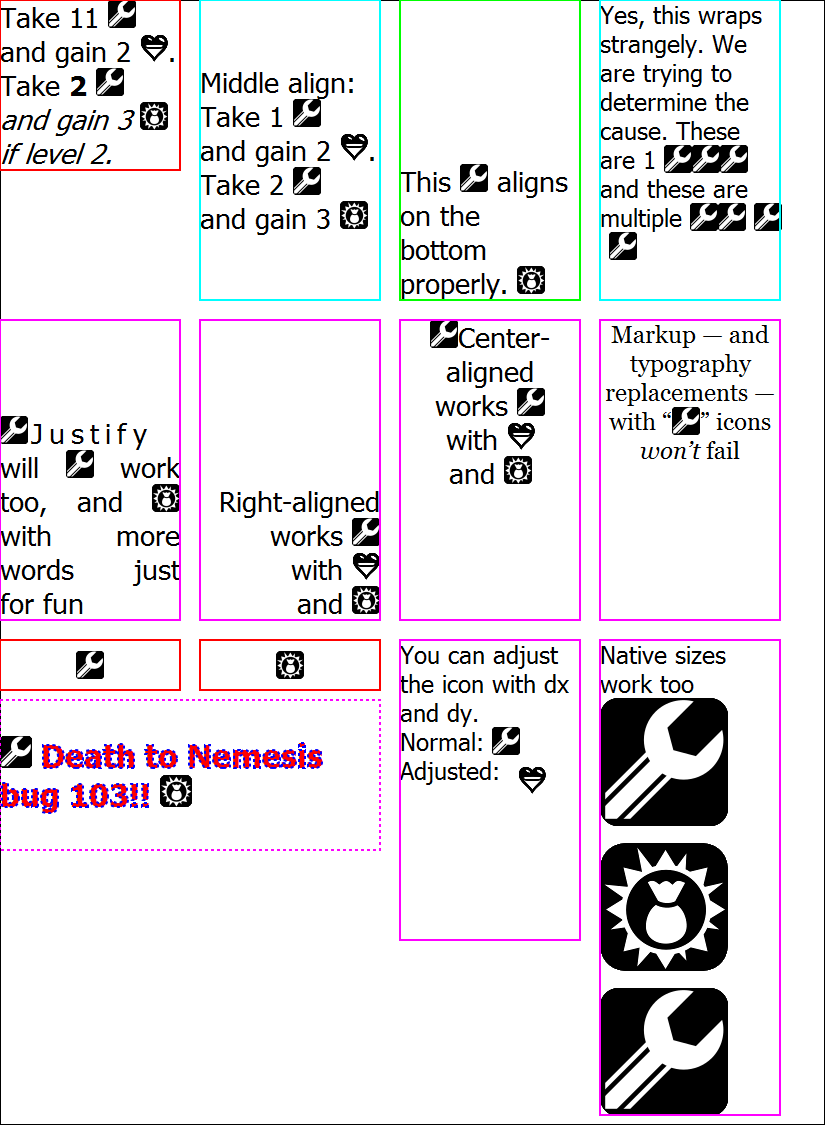 Take 11
and gain 2 .
Take 2
and gain 3
if level 2.
Middle align:
Take 1
and gain 2 .
Take 2
and gain 3
This aligns
on the
bottom
properly.
Yes, this wraps
strangely. We
are trying to
determine the
cause. These
are 1
and these are
multiple
Justify
will work
too, and
with more
words just
for fun
Right-aligned
works
with
and
Center-
aligned
works
with
and
Markup — and
typography
replacements —
with “ ” icons
won’t fail
You can adjust
the icon with dx
and dy.
Normal:
Adjusted:
Native sizes
work too
Death to Nemesis
bug 103!!